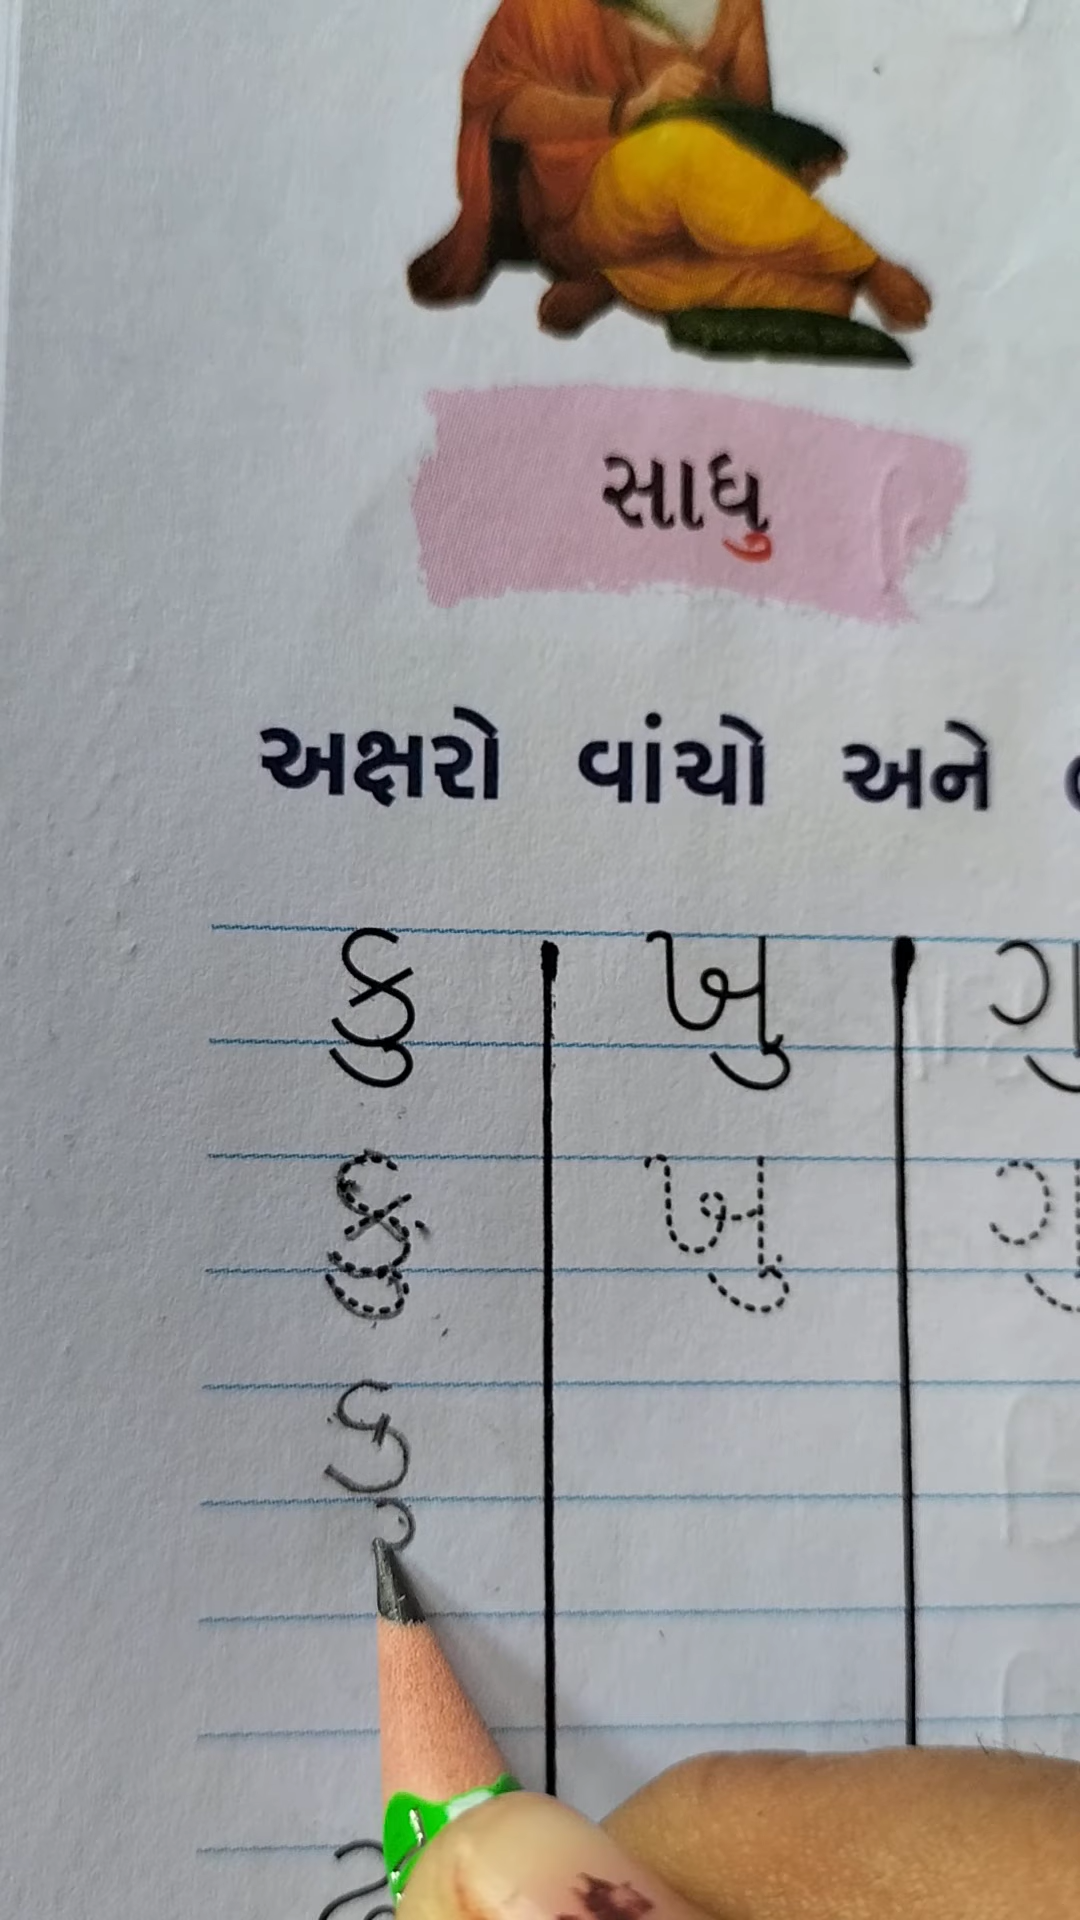 સાધુ
અક્ષરો વાંચો અને
કુ ખુ ગુ
કુ ખુ ગુ
કુ